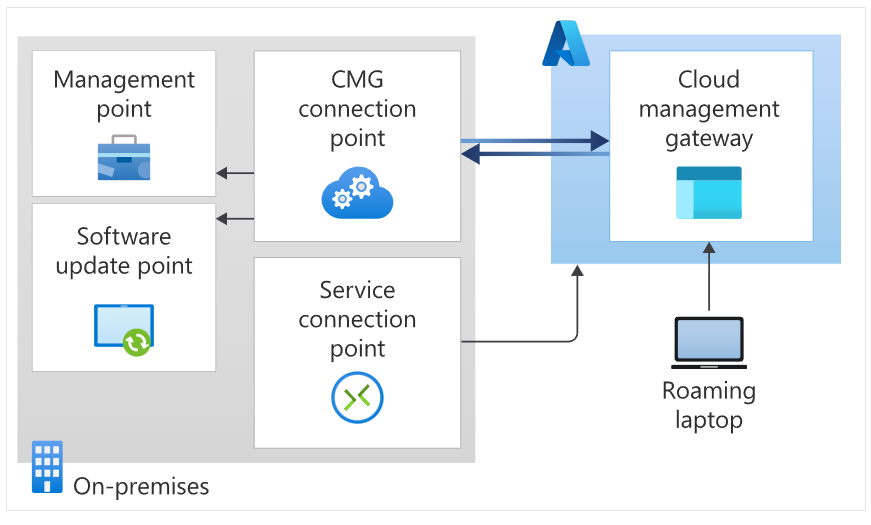 Management
point
CMG
connection
point
Cloud
management
gateway
Software
update point
Service
connection
point
Roaming
laptop
On-premises